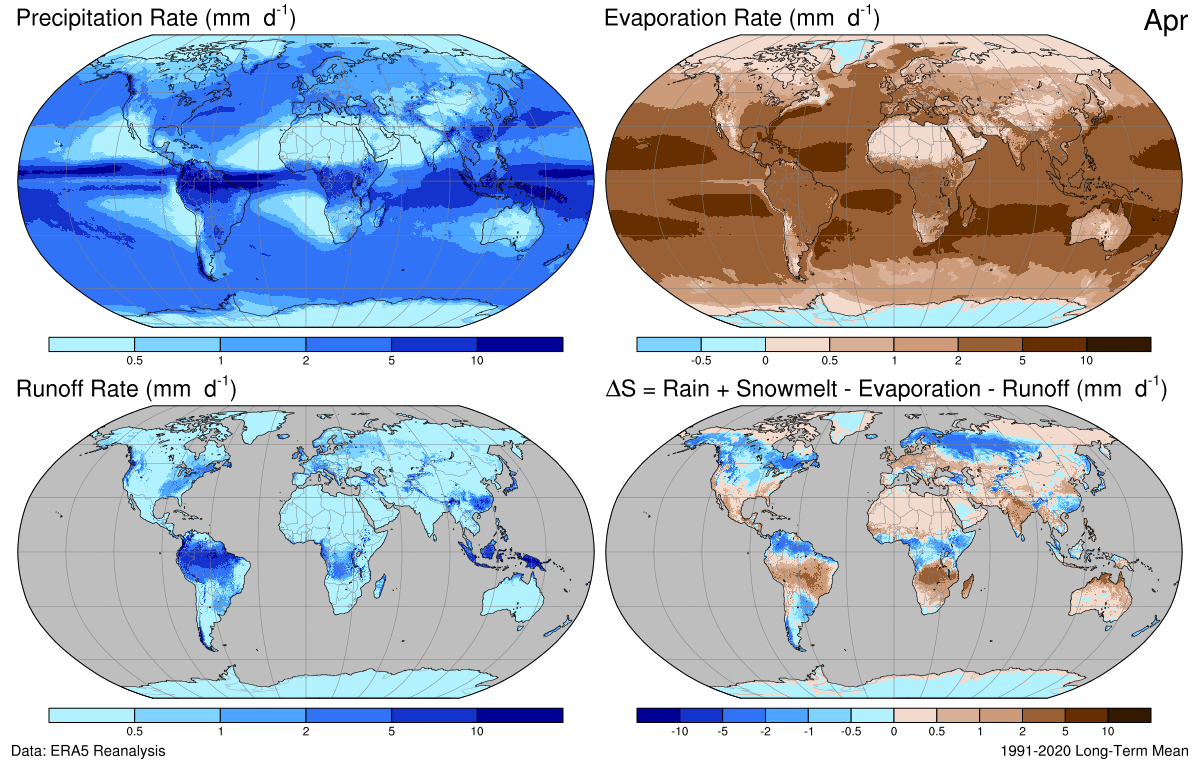 Precipitation Rate (mm d⁻¹)
Evaporation Rate (mm d⁻¹)
Apr
0.5 1 2 5 10
-0.5 0 0.5 1 2 5 10
Runoff Rate (mm d⁻¹)
ΔS = Rain + Snowmelt - Evaporation - Runoff (mm d⁻¹)
0.5 1 2 5 10
-10 -5 -2 -1 -0.5 0 0.5 1 2 5 10
Data: ERA5 Reanalysis
1991-2020 Long-Term Mean